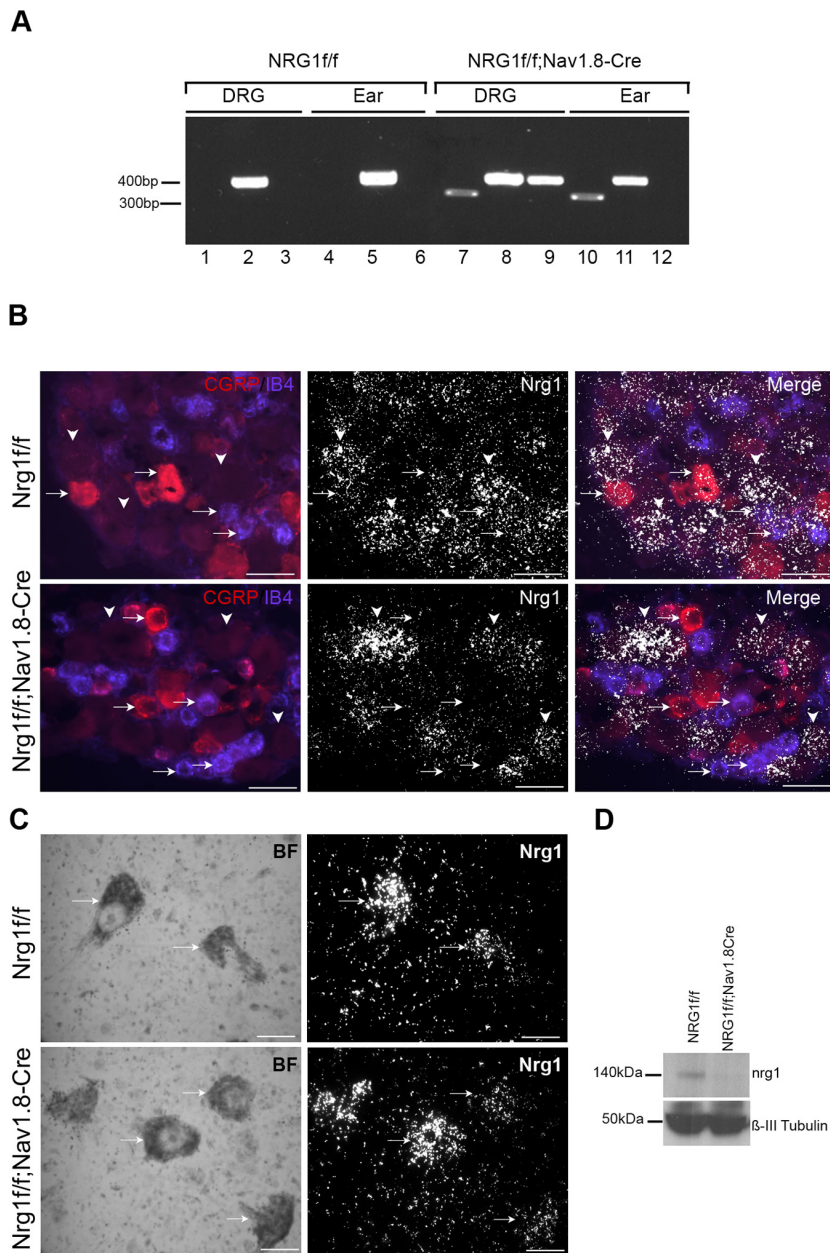 A
NRG1f/f NRG1f/f;Nav1.8-Cre
DRG Ear DRG Ear
400bp
300bp
1 2 3 4 5 6 7 8 9 10 11 12
B
Nrg1f/f
CGRP IB4 Nrg1 Merge
Nrg1f/f;Nav1.8-Cre
CGRP IB4 Nrg1 Merge
C
Nrg1f/f
BF Nrg1
Nrg1f/f;Nav1.8-Cre
BF Nrg1
D
NRG1f/f
NRG1f/f;Nav1.8Cre
140kDa nrg1
50kDa ß-III Tubulin